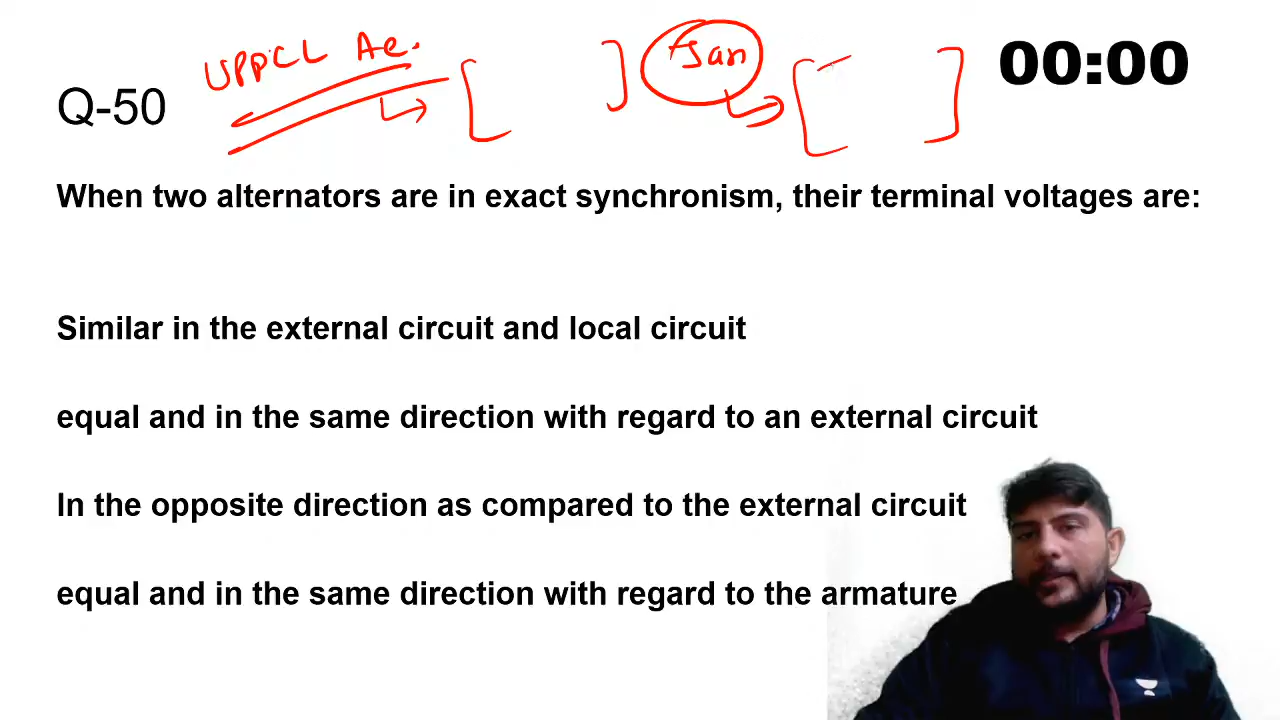 UPPCL Ae.
Jan
00:00
Q-50
When two alternators are in exact synchronism, their terminal voltages are:
Similar in the external circuit and local circuit
equal and in the same direction with regard to an external circuit
In the opposite direction as compared to the external circuit
equal and in the same direction with regard to the armature